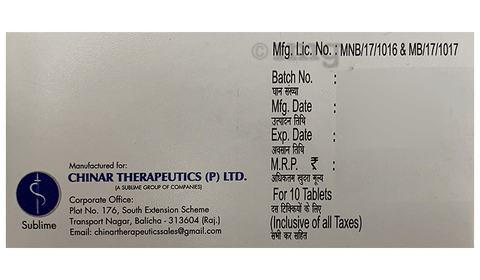 Mfg. Lic. No. : MNB/17/1016 & MB/17/1017
Batch No. :
घान संख्या
Mfg. Date :
उत्पादन तिथि
Exp. Date :
अवसान तिथि
M.R.P. ₹ :
अधिकतम खुदरा मूल्य
For 10 Tablets
दस टिक्कियों के लिए
(Inclusive of all Taxes)
सभी कर सहित
Manufactured for:
CHINAR THERAPEUTICS (P) LTD.
(A SUBLIME GROUP OF COMPANIES)
Corporate Office:
Plot No. 176, South Extension Scheme
Transport Nagar, Balicha - 313604 (Raj.)
Email: chinartherapeuticssales@gmail.com
Sublime